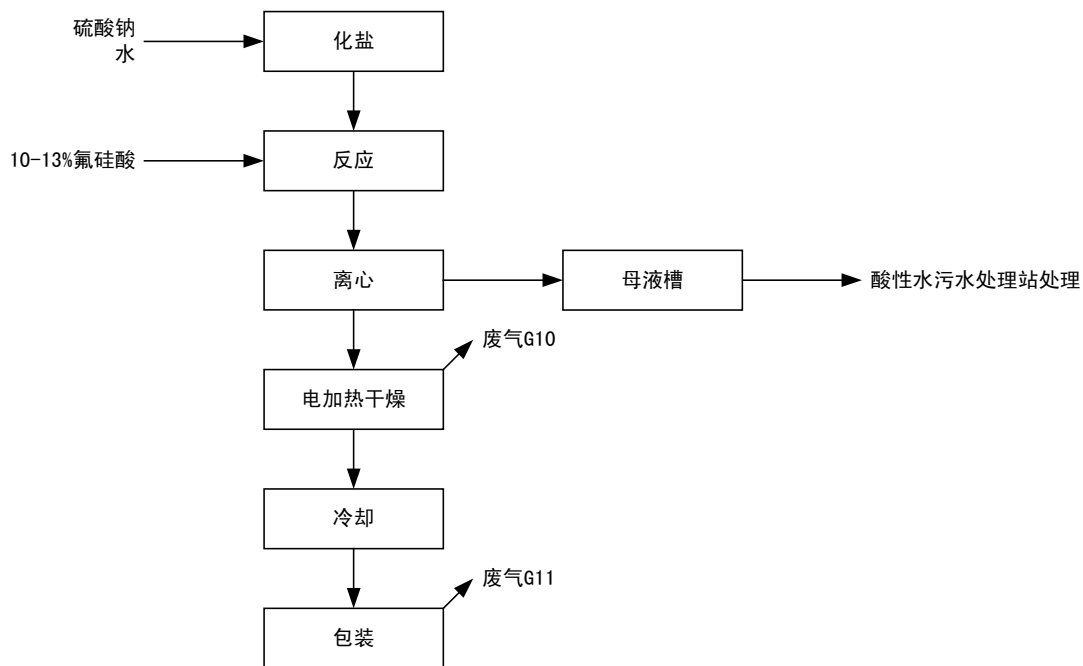 硫酸钠
水
化盐
10-13%氟硅酸
反应
离心
母液槽
酸性水污水处理站处理
废气G10
电加热干燥
冷却
废气G11
包装